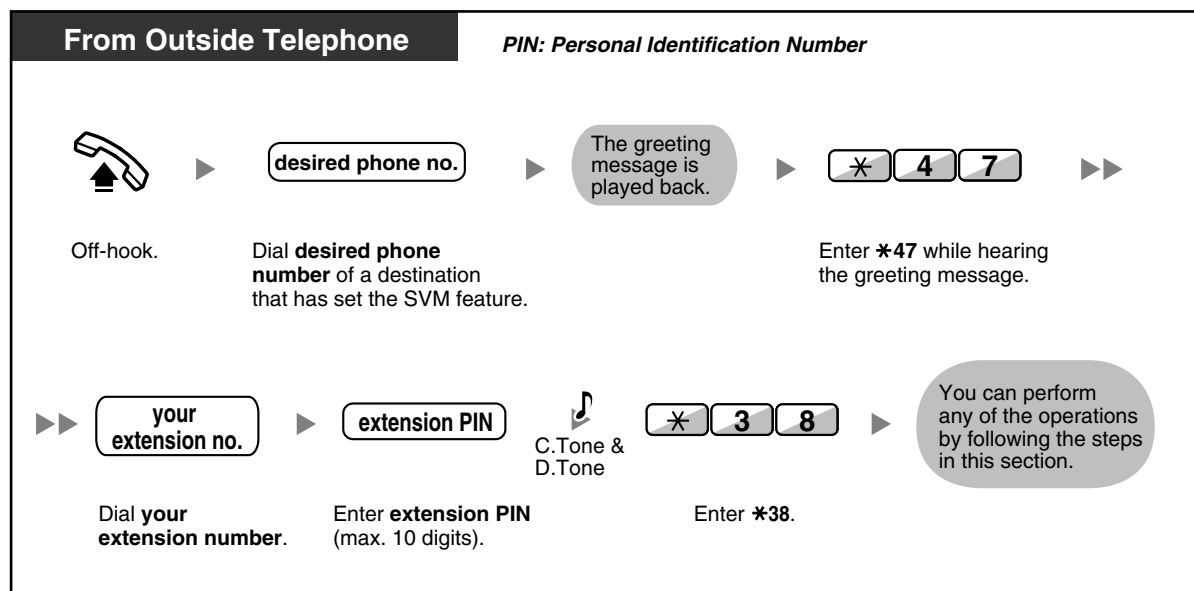 From Outside Telephone
PIN: Personal Identification Number
desired phone no.
The greeting
message is
played back.
* 4 7
Off-hook.
Dial desired phone
number of a destination
that has set the SVM feature.
Enter *47 while hearing
the greeting message.
your
extension no.
extension PIN
C.Tone &
D.Tone
* 3 8
You can perform
any of the operations
by following the steps
in this section.
Dial your
extension number.
Enter extension PIN
(max. 10 digits).
Enter *38.